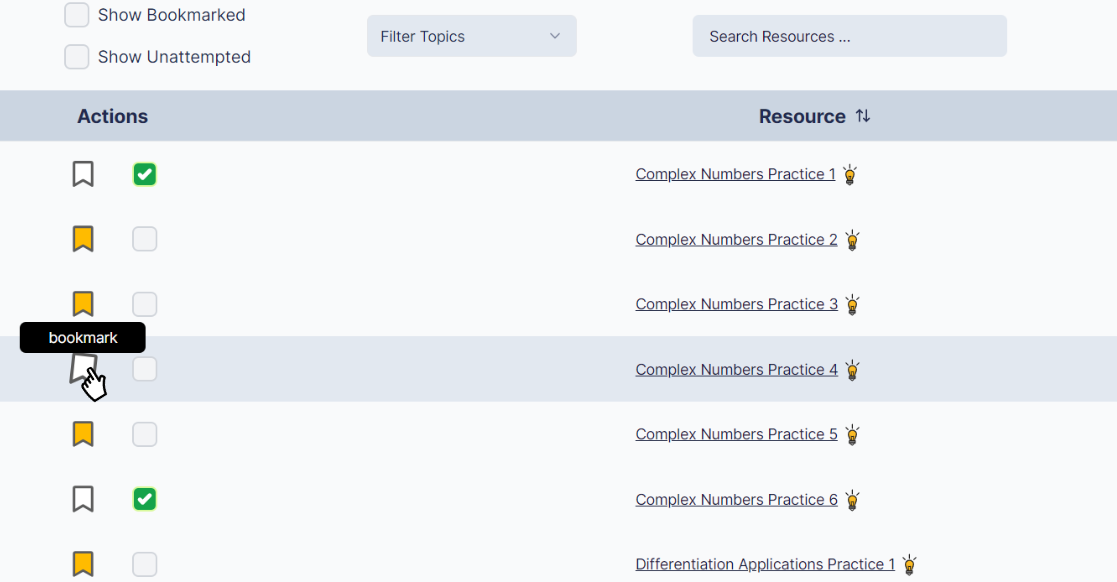 Show Bookmarked
Show Unattempted
Filter Topics
Search Resources ...
Actions
Resource
Complex Numbers Practice 1
Complex Numbers Practice 2
Complex Numbers Practice 3
bookmark
Complex Numbers Practice 4
Complex Numbers Practice 5
Complex Numbers Practice 6
Differentiation Applications Practice 1